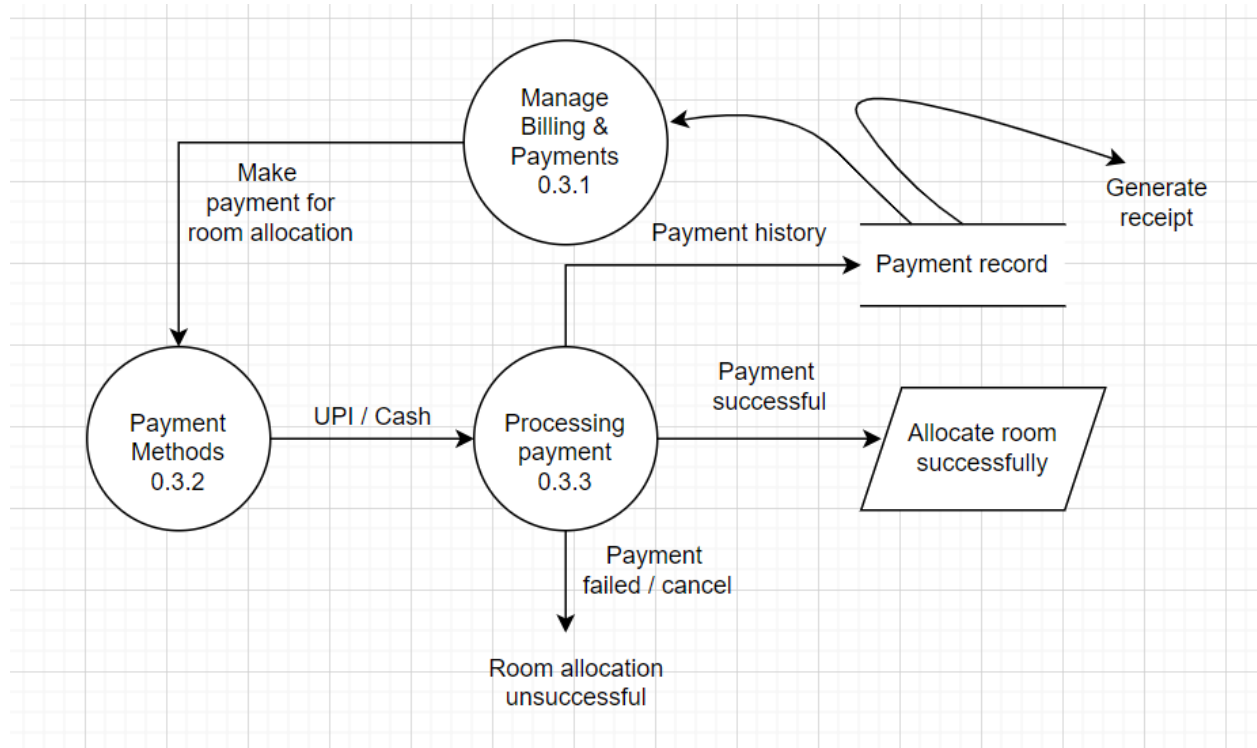 Manage
Billing &
Payments
0.3.1
Make
payment for
room allocation
Generate
receipt
Payment history
Payment record
Payment
successful
Payment
Methods
0.3.2
UPI / Cash
Processing
payment
0.3.3
Allocate room
successfully
Payment
failed / cancel
Room allocation
unsuccessful